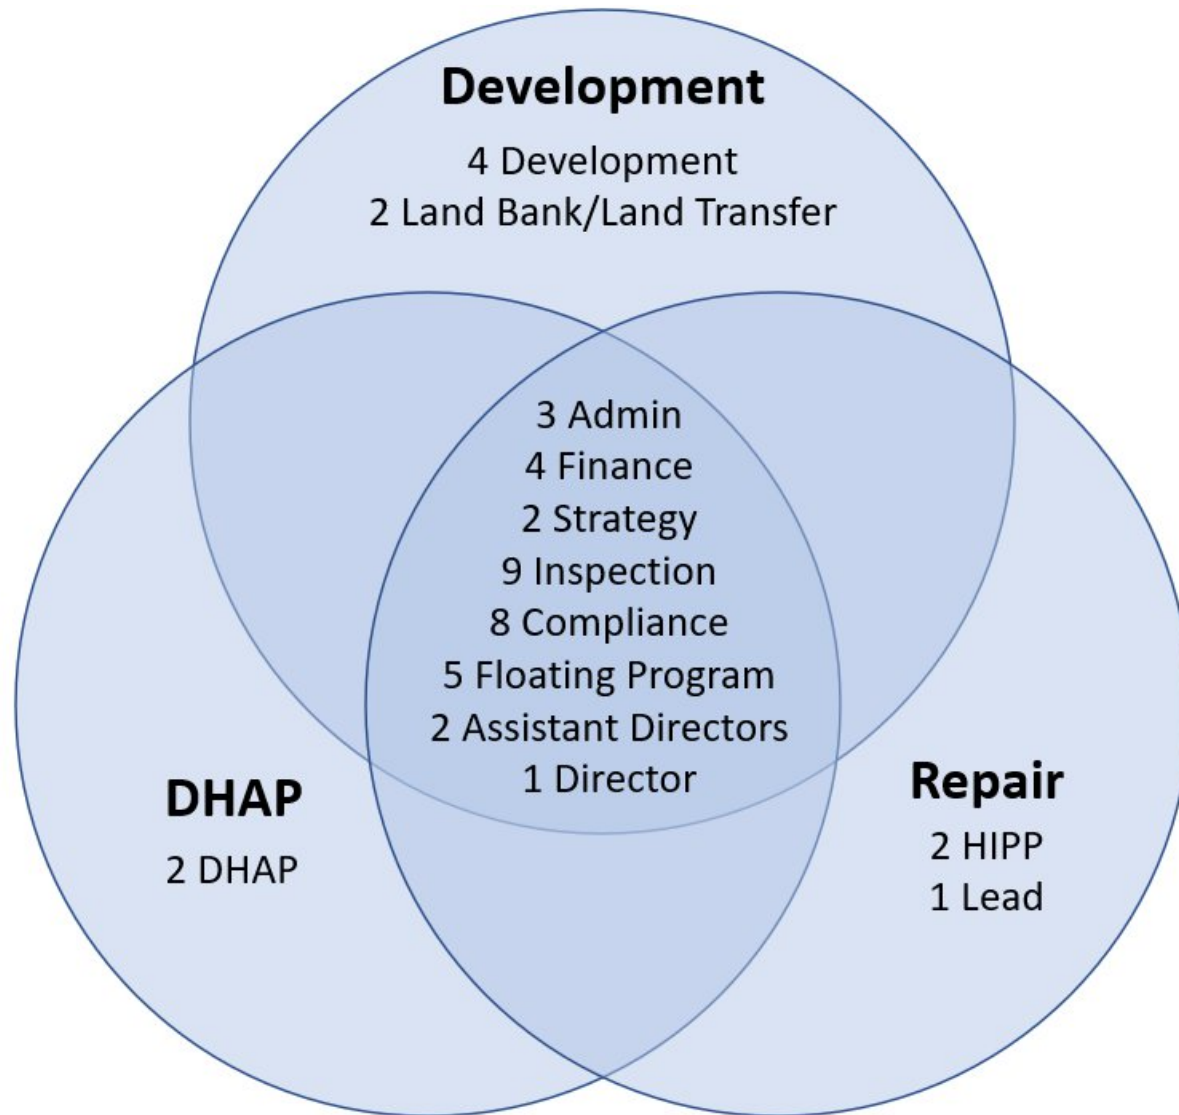 Development
4 Development
2 Land Bank/Land Transfer
3 Admin
4 Finance
2 Strategy
9 Inspection
8 Compliance
5 Floating Program
2 Assistant Directors
1 Director
DHAP
2 DHAP
Repair
2 HIPP
1 Lead